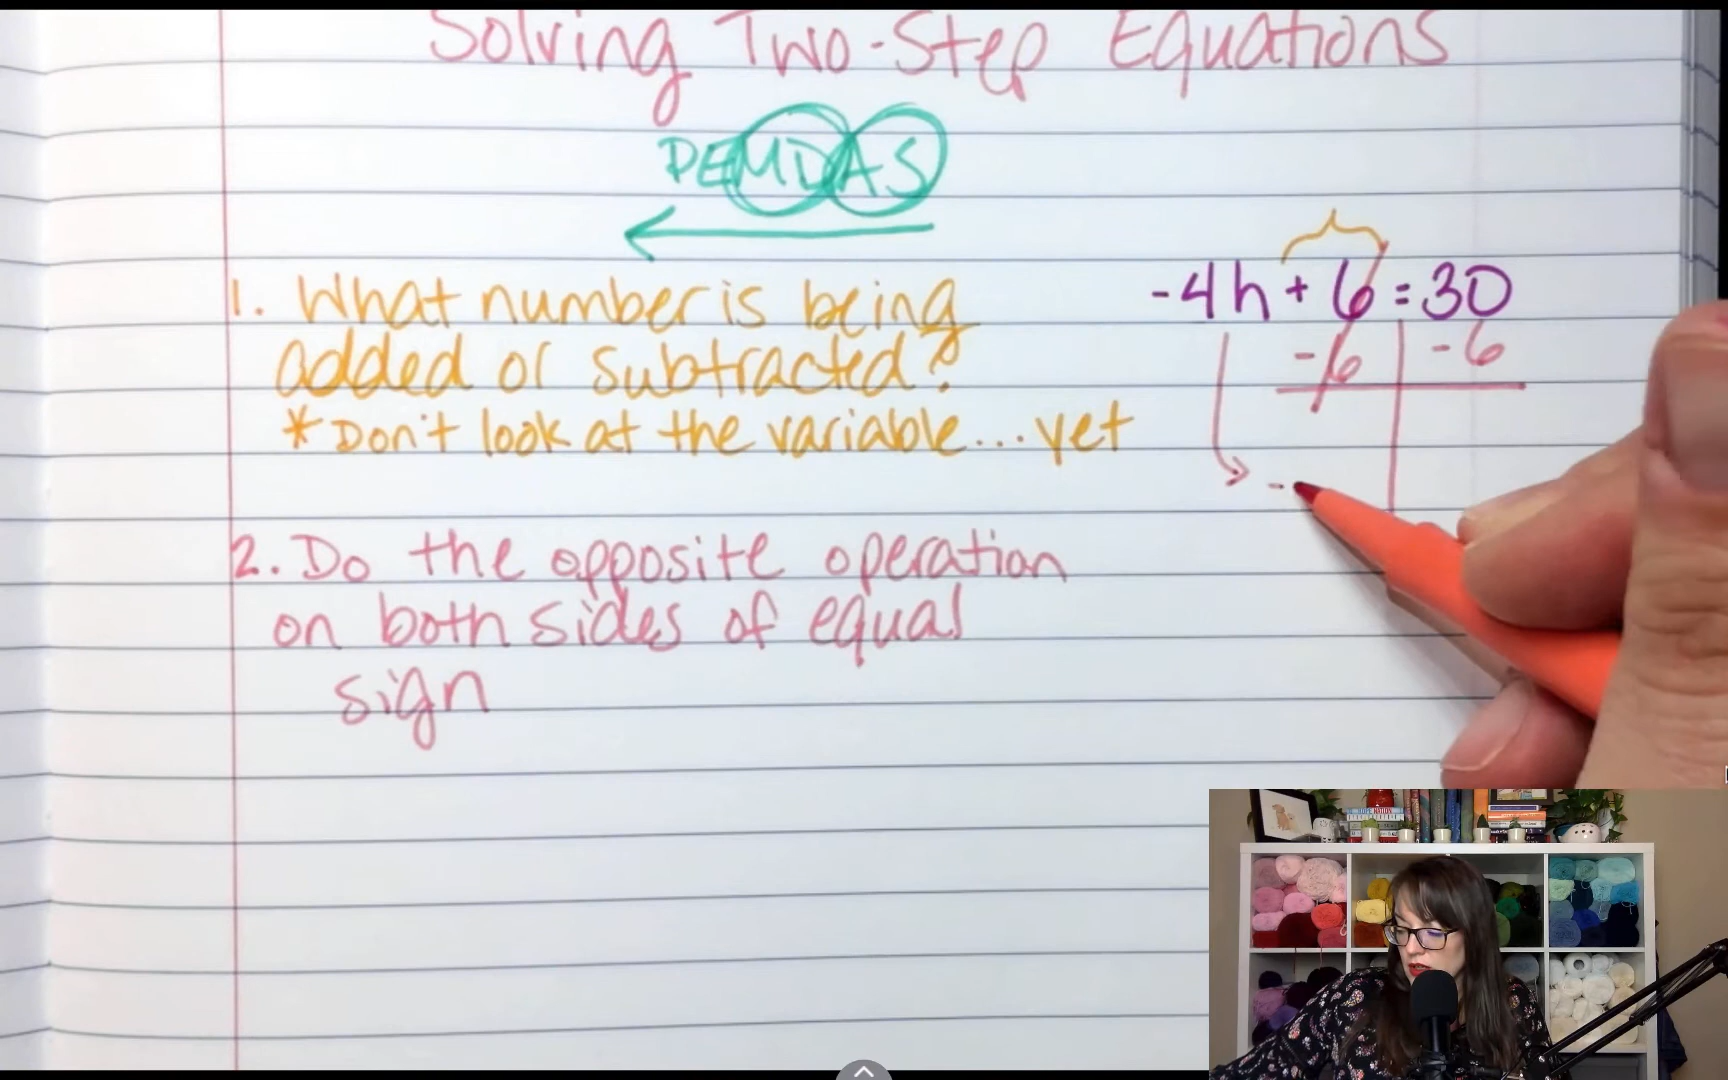 Solving Two-Step Equations
PEMDAS
1. What number is being
added or subtracted?
*Don't look at the variable... yet
-4h + 6 = 30
-6 -6
-
2. Do the opposite operation
on both sides of equal
sign